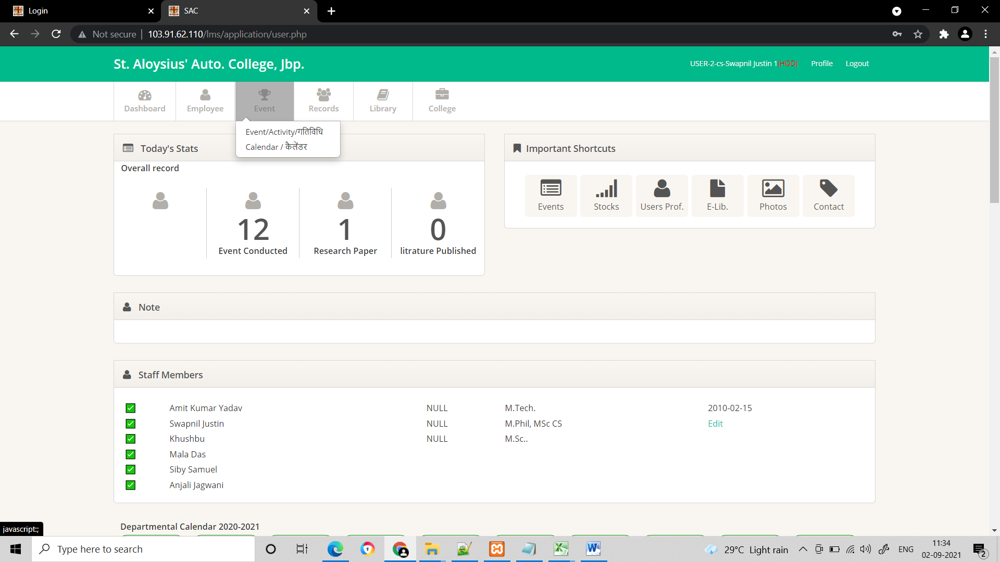 Login
SAC
Not secure
103.91.62.110/lms/application/user.php
St. Aloysius' Auto. College, Jbp.
USER-2-cs-Swapnil Justin 1(HOD)
Profile
Logout
Dashboard
Employee
Event
Records
Library
College
Event/Activity/गतिविधि
Calendar / कैलेंडर
Today's Stats
Overall record
12
Event Conducted
1
Research Paper
0
litrature Published
Important Shortcuts
Events
Stocks
Users Prof.
E-Lib.
Photos
Contact
Note
Staff Members
Amit Kumar Yadav NULL M.Tech. 2010-02-15
Swapnil Justin NULL M.Phil, MSc CS Edit
Khushbu NULL M.Sc..
Mala Das
Siby Samuel
Anjali Jagwani
Departmental Calendar 2020-2021
javascript:;
Type here to search
29°C Light rain
ENG
11:34
02-09-2021
2